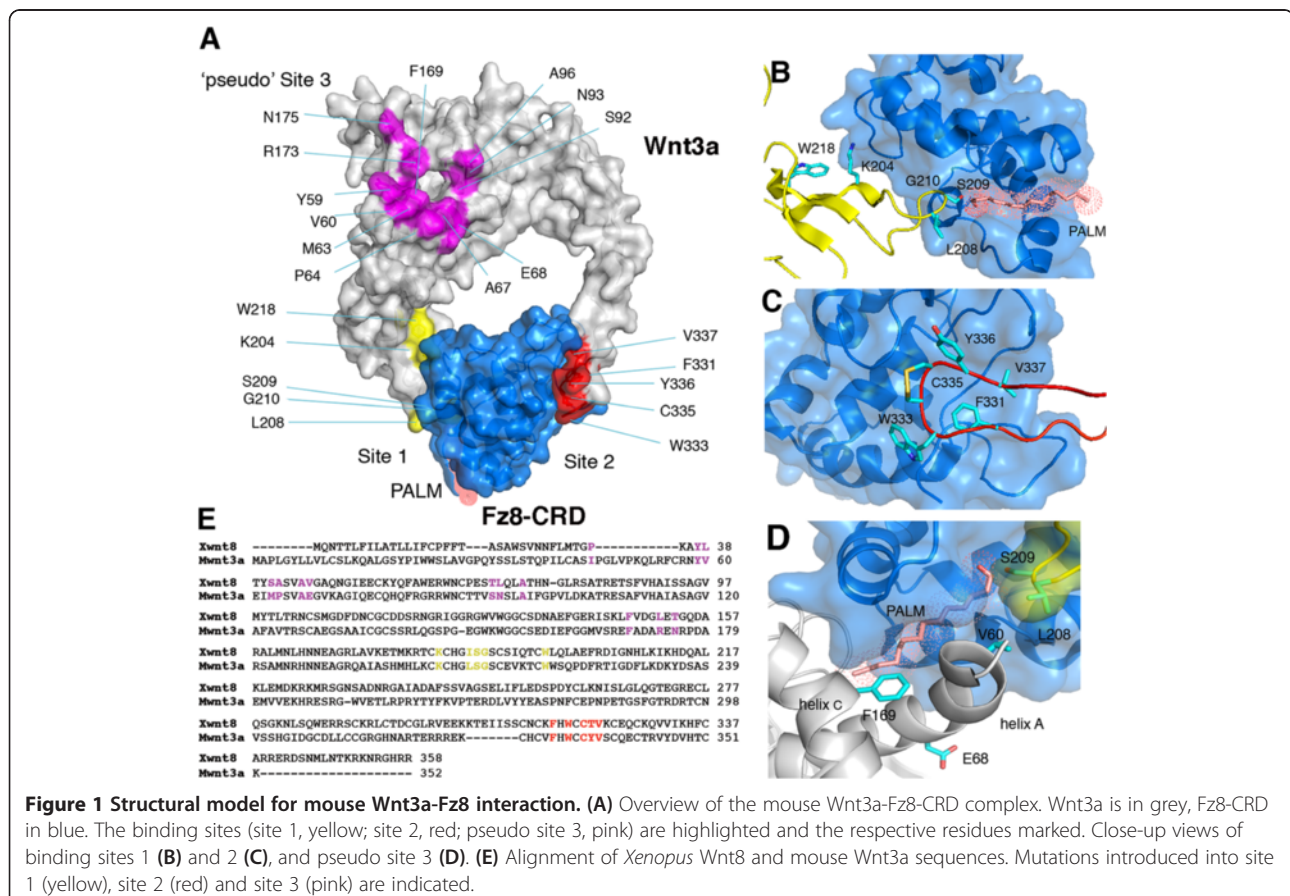 A
'pseudo' Site 3
F169
A96
N93
S92
N175
R173
Wnt3a
Y59
V60
M63
P64
E68
A67
W218
K204
V337
F331
Y336
C335
W333
S209
G210
L208
Site 1
Site 2
PALM
Fz8-CRD
B
W218
K204
G210
S209
L208
PALM
C
Y336
V337
C335
F331
W333
D
S209
PALM
V60
L208
helix C
F169
helix A
E68
E
Xwnt8 ---------MQNTTLFILATLLIFCPFFT---ASAWSVNNFLMTGP----------KAYL 38
Mwnt3a MAPLGYLLVLCSLKQALGSYPIWWSLAVGPQYSSLSTQPILCASIPGLVPKQLRFCRNYV 60
Xwnt8 TYSASVAVGAQNGIEECKYQFAWERWNCPESTLQLATHN-GLRSATRETSFVHAISSAGV 97
Mwnt3a EIMPSVAEGVKAGIQECQHQFRGRRWNCTTVSNSLAIFGPVLDKATRESAFVHAISSAGV 120
Xwnt8 MYTLTRNCSMGDFDNCGCDDSRNGRIGGRGWVWGGCSDNAEFGERISKLFVDGLETGQDA 157
Mwnt3a AFAVTRSCAEGSAAICGCSSRLQGSPG-EGWKWGGCSEDIEFGGMVSREFADARENRPDA 179
Xwnt8 RALMNLHNNEAGRLAVKETMKRTCKCHGISGSCSIQTCWLQLAEFRDIGNHLKIKHDQAL 217
Mwnt3a RSAMNRHNNEAGRQAIASHMHLKCKCHGLSGSCEVKTCWWSQPDFRTIGDFLKDKYDSAS 239
Xwnt8 KLEMDKRKMRSGNSADNRGAIADAFSSVAGSELIFLEDSPDYCLKNISLGLQGTEGRECL 277
Mwnt3a EMVVEKHRESRG-WVETLRPRYTYFKVPTERDLVYYEASPNFCEPNPETGSFGTRDRTCN 298
Xwnt8 QSGKNLSQWERRSCKRLCTDCGLRVEEKKTEIISSCNCKFHWCCTVKCEQCKQVVIKHFC 337
Mwnt3a VSSHGIDGCDLLCCGRGHNARTERRREK-------CHCVFHWCCYVSCQECTRVYDVHTC 351
Xwnt8 ARRERDSNMLNTKRKNRGHRR 358
Mwnt3a K-------------------- 352
Figure 1 Structural model for mouse Wnt3a-Fz8 interaction. (A) Overview of the mouse Wnt3a-Fz8-CRD complex. Wnt3a is in grey, Fz8-CRD
in blue. The binding sites (site 1, yellow; site 2, red; pseudo site 3, pink) are highlighted and the respective residues marked. Close-up views of
binding sites 1 (B) and 2 (C), and pseudo site 3 (D). (E) Alignment of Xenopus Wnt8 and mouse Wnt3a sequences. Mutations introduced into site
1 (yellow), site 2 (red) and site 3 (pink) are indicated.